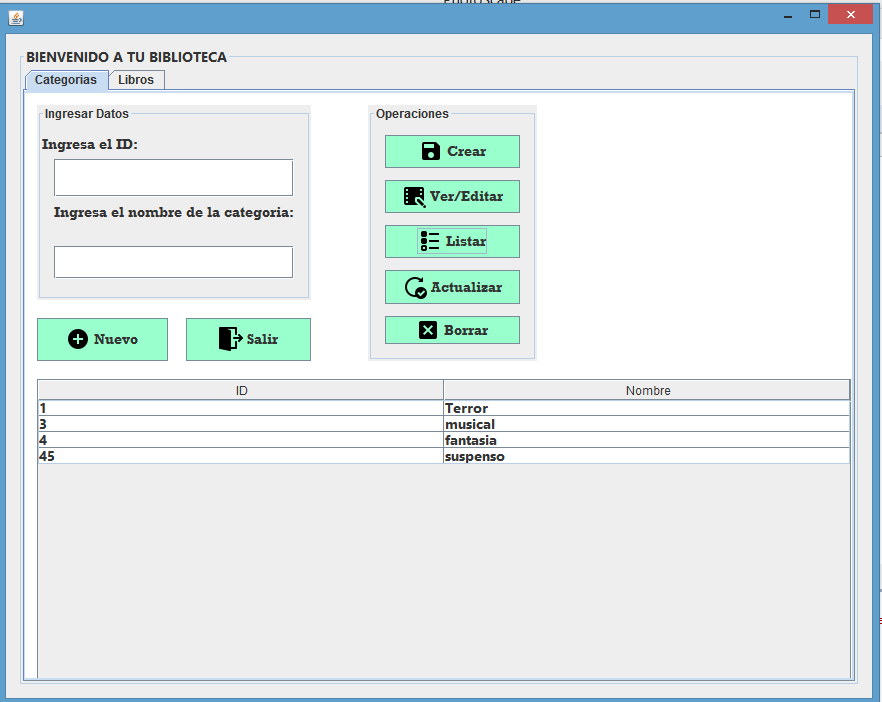 BIENVENIDO A TU BIBLIOTECA
Categorias Libros
Ingresar Datos
Ingresa el ID:
Ingresa el nombre de la categoria:
Operaciones
Crear
Ver/Editar
Listar
Actualizar
Borrar
Nuevo Salir
ID Nombre
1 Terror
3 musical
4 fantasia
45 suspenso